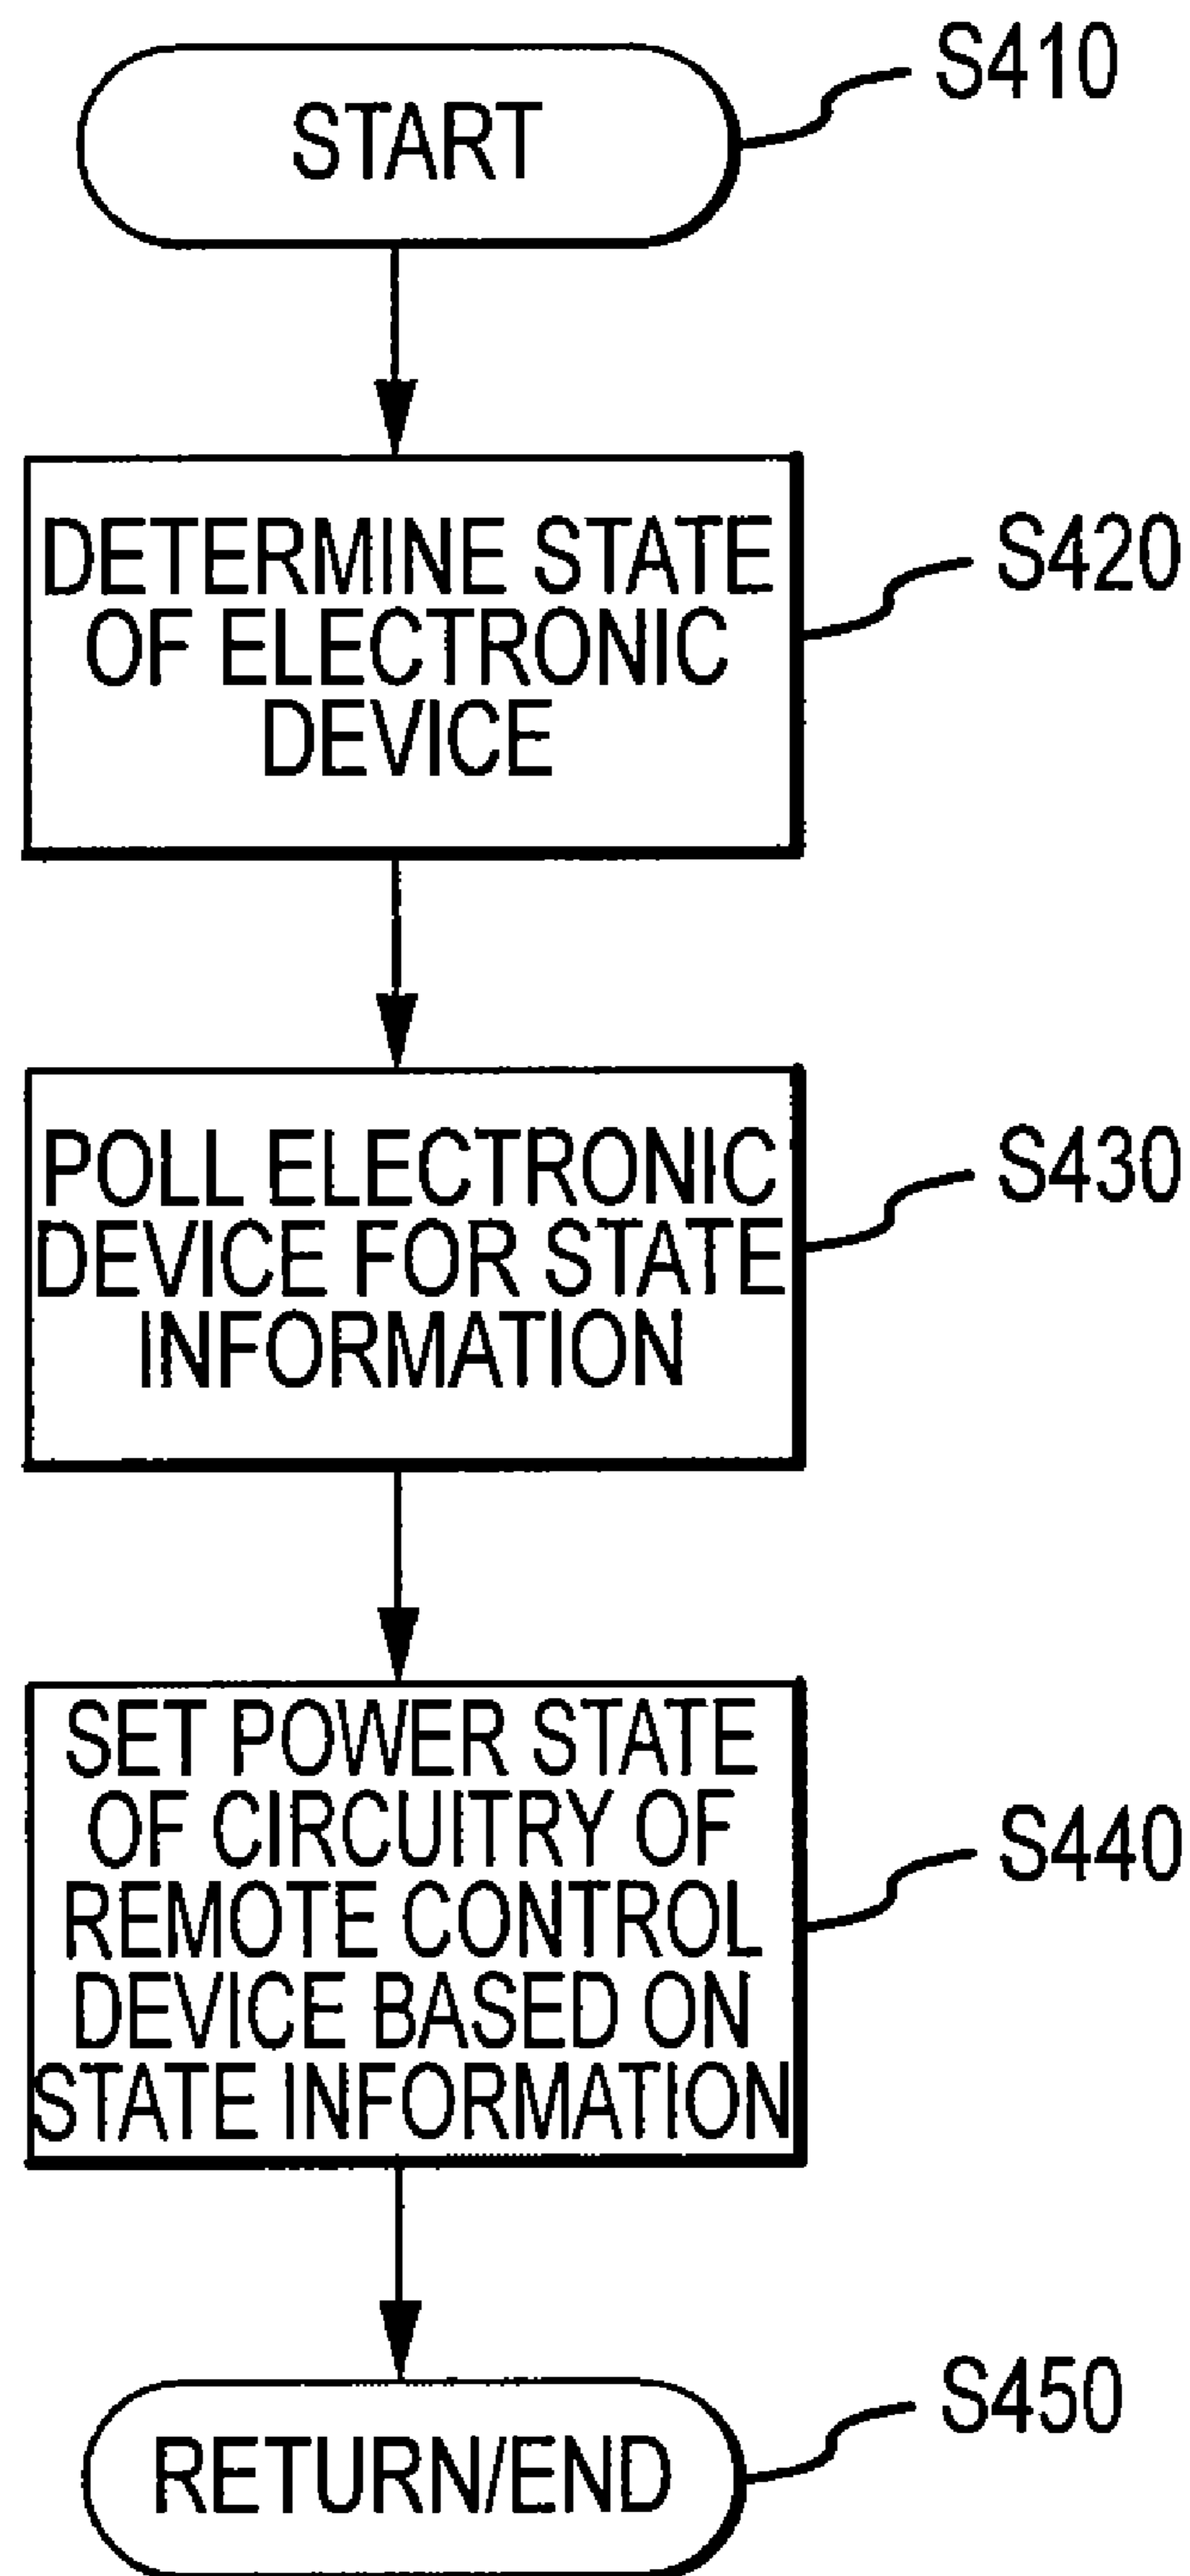 START
S410
DETERMINE STATE
OF ELECTRONIC
DEVICE
S420
POLL ELECTRONIC
DEVICE FOR STATE
INFORMATION
S430
SET POWER STATE
OF CIRCUITRY OF
REMOTE CONTROL
DEVICE BASED ON
STATE INFORMATION
S440
RETURN/END
S450